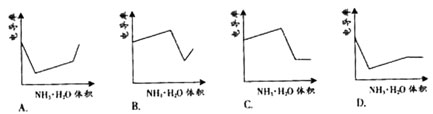 电导率 电导率 电导率 电导率
NH₃·H₂O 体积 NH₃·H₂O 体积 NH₃·H₂O 体积 NH₃·H₂O 体积
A. B. C. D.